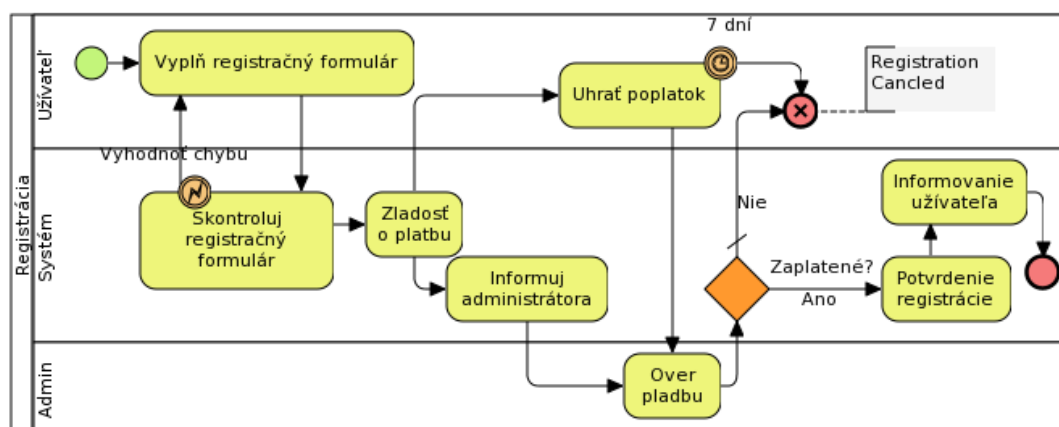 Registrácia
Užívateľ
Vyplň registračný formulár
7 dní
Uhrať poplatok
Registration
Cancled
Systém
Vyhodnoť chybu
Skontroluj
registračný
formulár
Zladosť
o platbu
Informuj
administrátora
Nie
Zaplatené?
Ano
Informovanie
užívateľa
Potvrdenie
registrácie
Admin
Over
pladbu